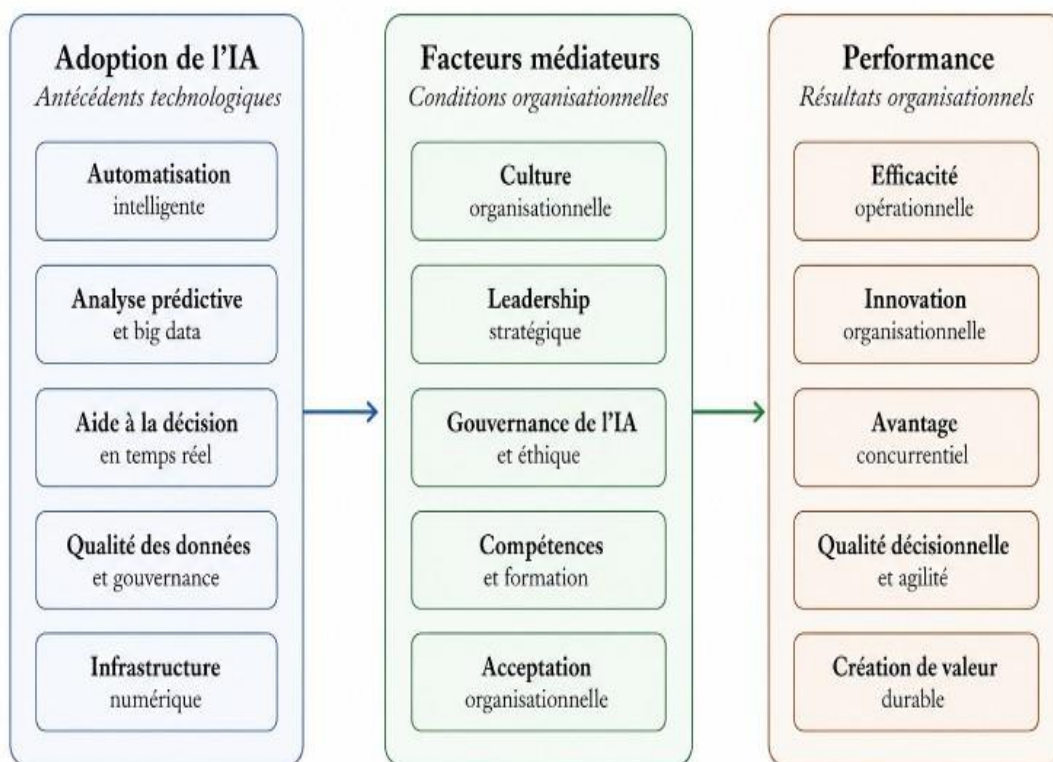 Adoption de l’IA
Antécédents technologiques
Automatisation
intelligente
Analyse prédictive
et big data
Aide à la décision
en temps réel
Qualité des données
et gouvernance
Infrastructure
numérique
Facteurs médiateurs
Conditions organisationnelles
Culture
organisationnelle
Leadership
stratégique
Gouvernance de l’IA
et éthique
Compétences
et formation
Acceptation
organisationnelle
Performance
Résultats organisationnels
Efficacité
opérationnelle
Innovation
organisationnelle
Avantage
concurrentiel
Qualité décisionnelle
et agilité
Création de valeur
durable